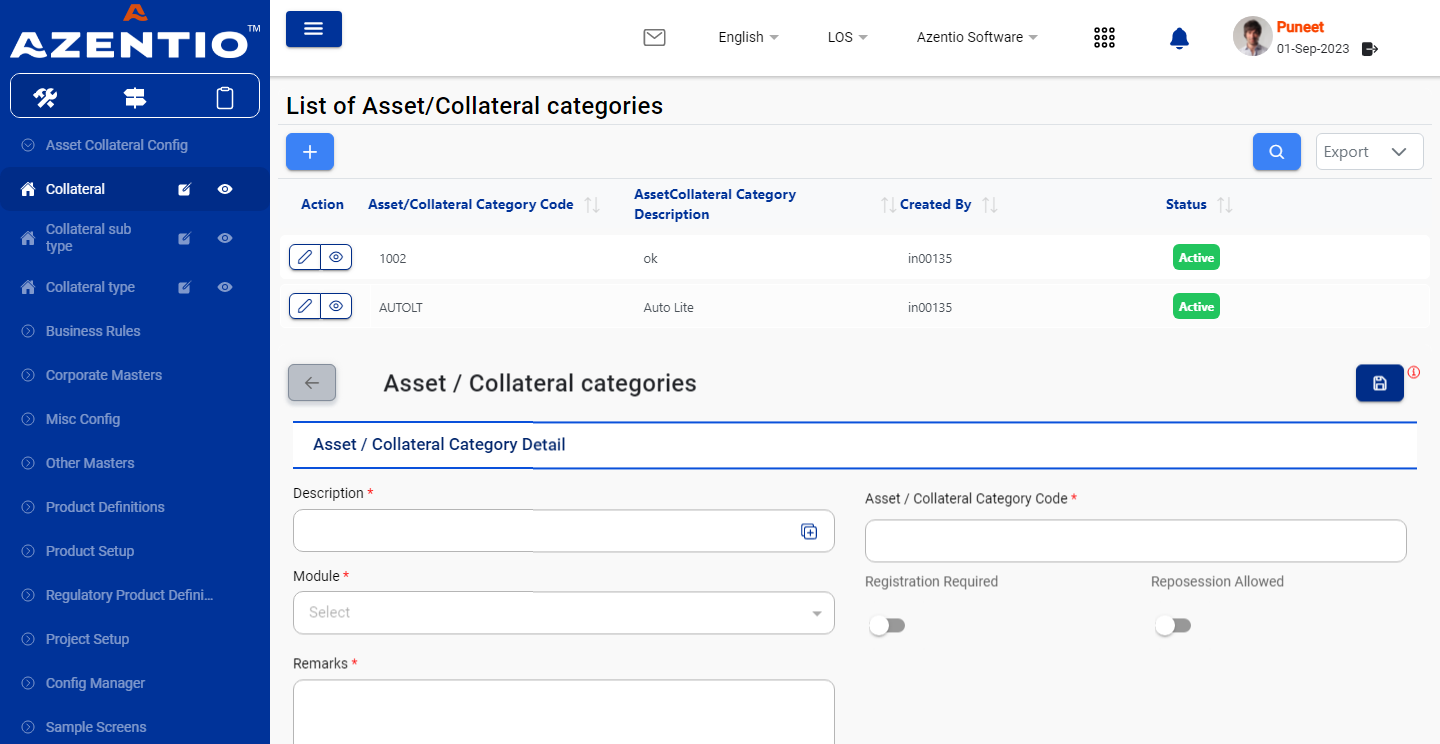 AZENTIO™
English
LOS
Azentio Software
Puneet
01-Sep-2023
Asset Collateral Config
Collateral
Collateral sub
type
Collateral type
Business Rules
Corporate Masters
Misc Config
Other Masters
Product Definitions
Product Setup
Regulatory Product Defini...
Project Setup
Config Manager
Sample Screens
List of Asset/Collateral categories
Export
Action
Asset/Collateral Category Code
AssetCollateral Category
Description
Created By
Status
1002 ok in00135 Active
AUTOLT Auto Lite in00135 Active
Asset / Collateral categories
Asset / Collateral Category Detail
Description *
Asset / Collateral Category Code *
Module *
Select
Registration Required
Reposession Allowed
Remarks *